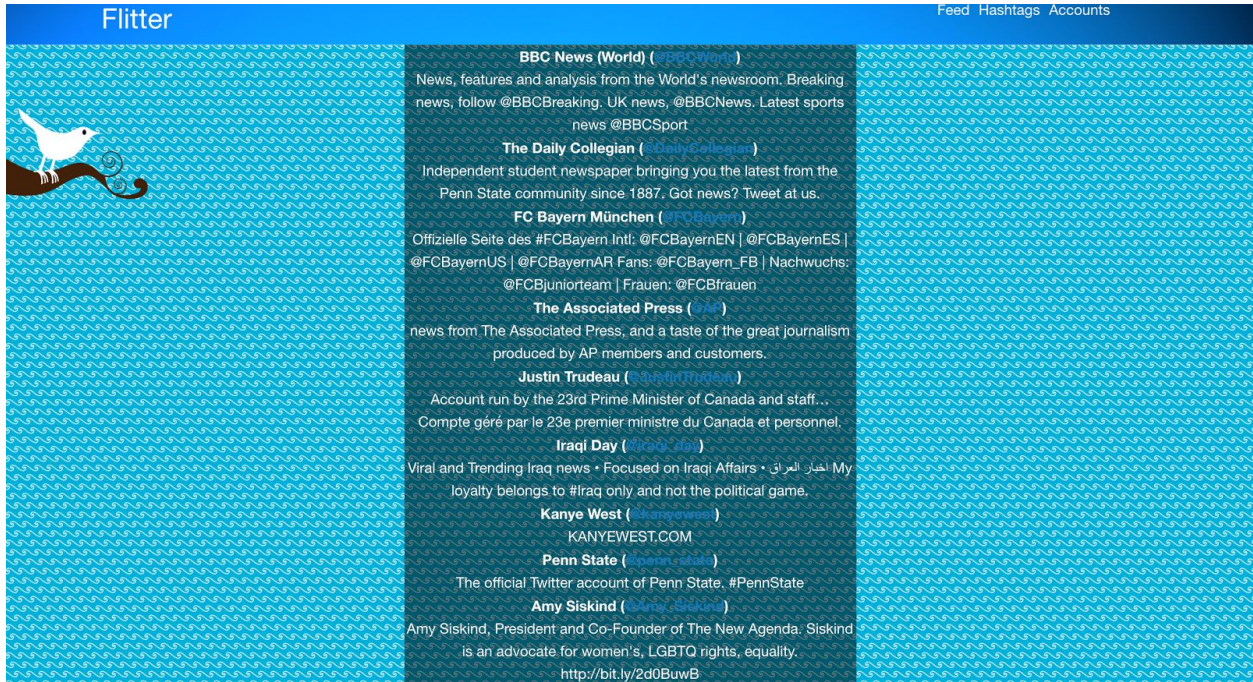 Flitter
Feed Hashtags Accounts
BBC News (World) (@BBCWorld)
News, features and analysis from the World's newsroom. Breaking
news, follow @BBCBreaking. UK news, @BBCNews. Latest sports
news @BBCSport
The Daily Collegian (@DailyCollegian)
Independent student newspaper bringing you the latest from the
Penn State community since 1887. Got news? Tweet at us.
FC Bayern München (@FCBayern)
Offizielle Seite des #FCBayern Intl: @FCBayernEN | @FCBayernES |
@FCBayernUS | @FCBayernAR Fans: @FCBayern_FB | Nachwuchs:
@FCBjuniorteam | Frauen: @FCBfrauen
The Associated Press (@AP)
news from The Associated Press, and a taste of the great journalism
produced by AP members and customers.
Justin Trudeau (@JustinTrudeau)
Account run by the 23rd Prime Minister of Canada and staff…
Compte géré par le 23e premier ministre du Canada et personnel.
Iraqi Day (@iraqi_day)
Viral and Trending Iraq news • Focused on Iraqi Affairs • اخبار العراق My
loyalty belongs to #Iraq only and not the political game.
Kanye West (@kanyewest)
KANYEWEST.COM
Penn State (@penn_state)
The official Twitter account of Penn State. #PennState
Amy Siskind (@Amy_Siskind)
Amy Siskind, President and Co-Founder of The New Agenda. Siskind
is an advocate for women's, LGBTQ rights, equality.
http://bit.ly/2d0BuwB